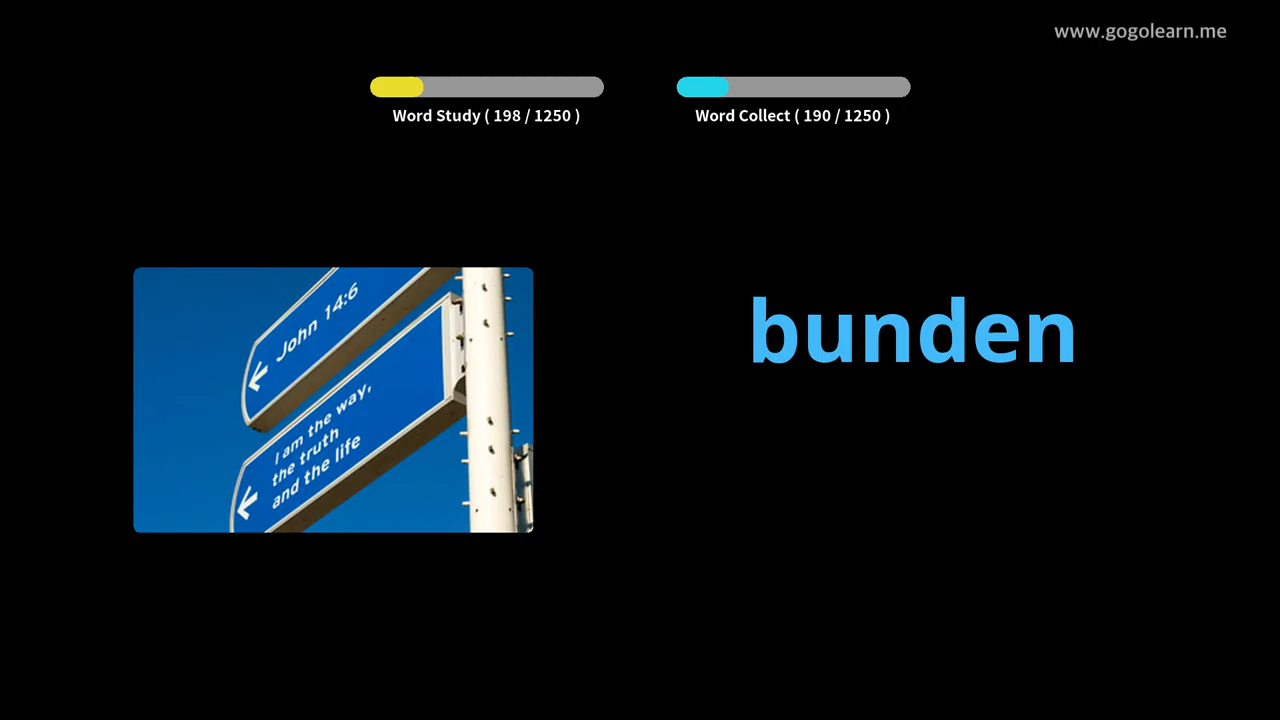 www.gogolearn.me
Word Study ( 198 / 1250 )
Word Collect ( 190 / 1250 )
John 14:6
I am the way,
the truth
and the life
bunden